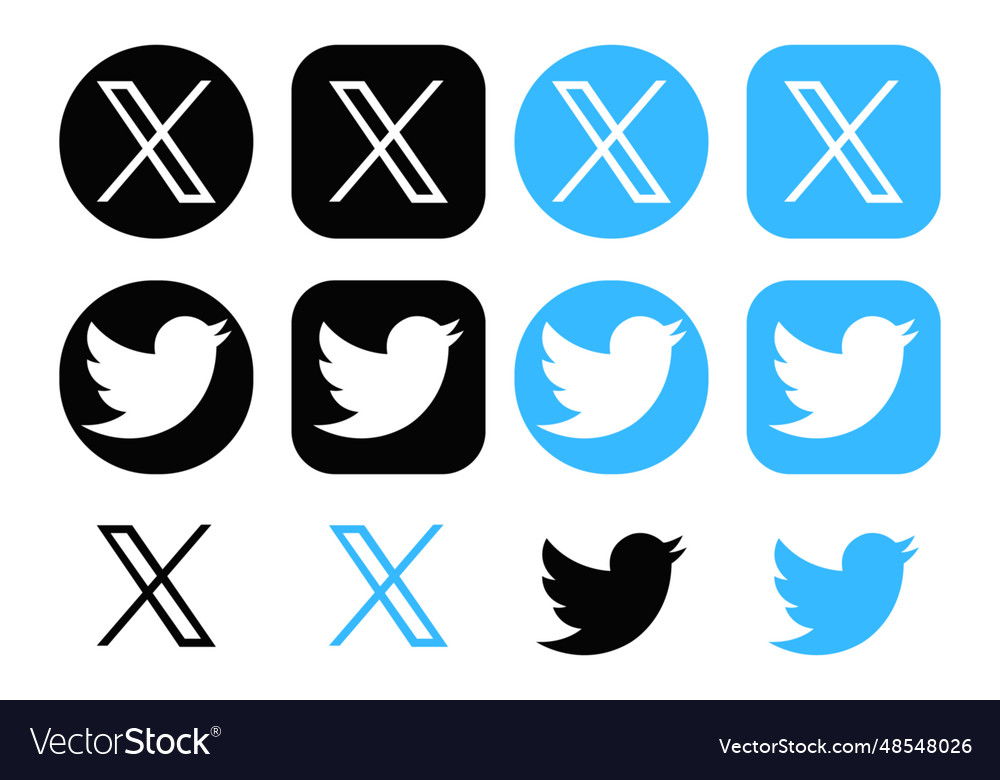 X X X X
X X
VectorStock®
VectorStock.com/48548026